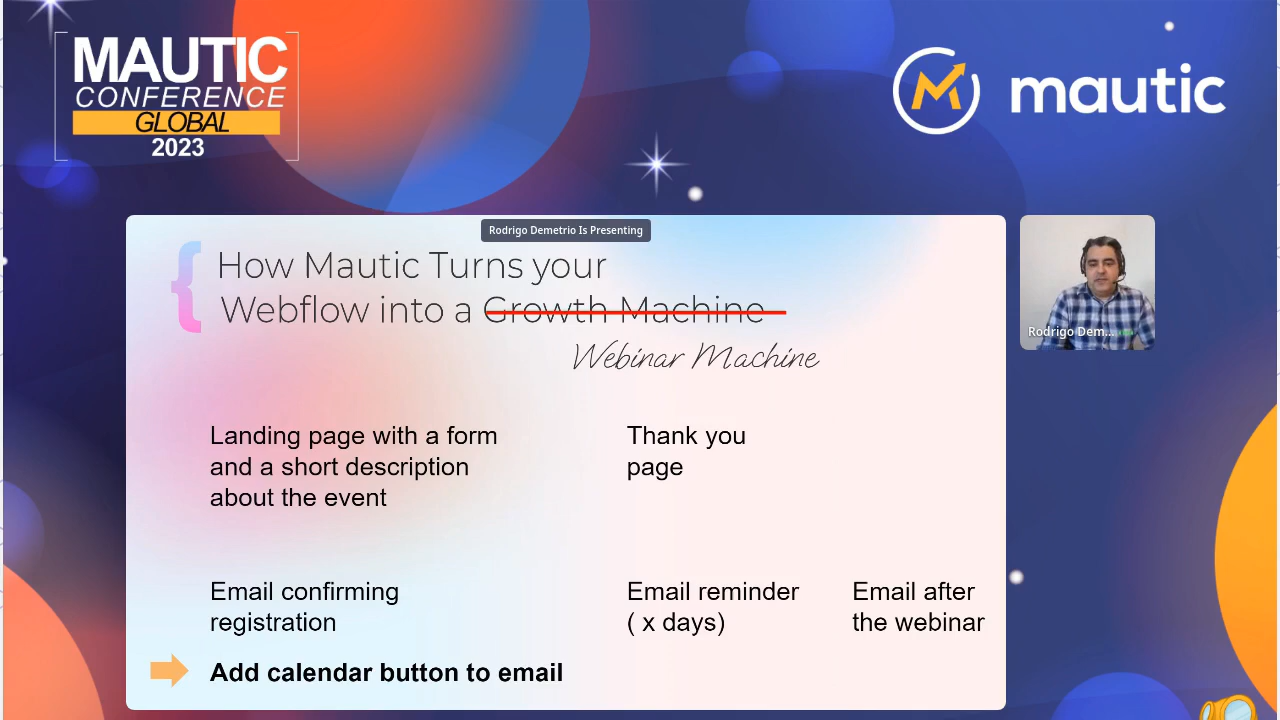 MAUTIC
CONFERENCE
GLOBAL
2023
mautic
Rodrigo Demetrio Is Presenting
{ How Mautic Turns your
Webflow into a Growth Machine
Webinar Machine
Rodrigo Dem...
Landing page with a form
and a short description
about the event
Thank you
page
Email confirming
registration
Email reminder
( x days)
Email after
the webinar
Add calendar button to email